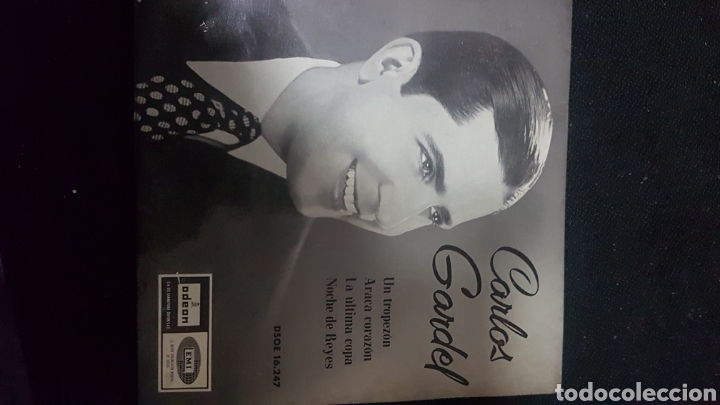 Carlos
Gardel
Un tropezón
Araca corazón
La última copa
Noche de Reyes
odeon
EMI
DSOE 16.247
todocoleccion